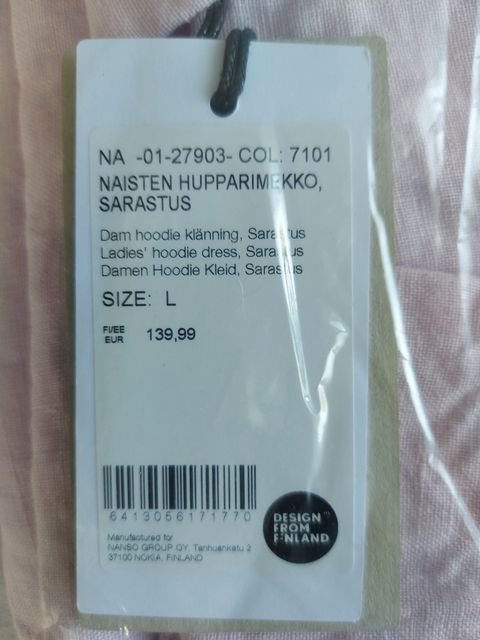 NA -01-27903- COL: 7101
NAISTEN HUPPARIMEKKO,
SARASTUS
Dam hoodie klänning, Sarastus
Ladies' hoodie dress, Sarastus
Damen Hoodie Kleid, Sarastus
SIZE: L
FI/EE
EUR 139,99
6413056171770
DESIGN
FROM
FINLAND
Manufactured for
NANSO GROUP OY, Tanhuankatu 2
37100 NOKIA, FINLAND